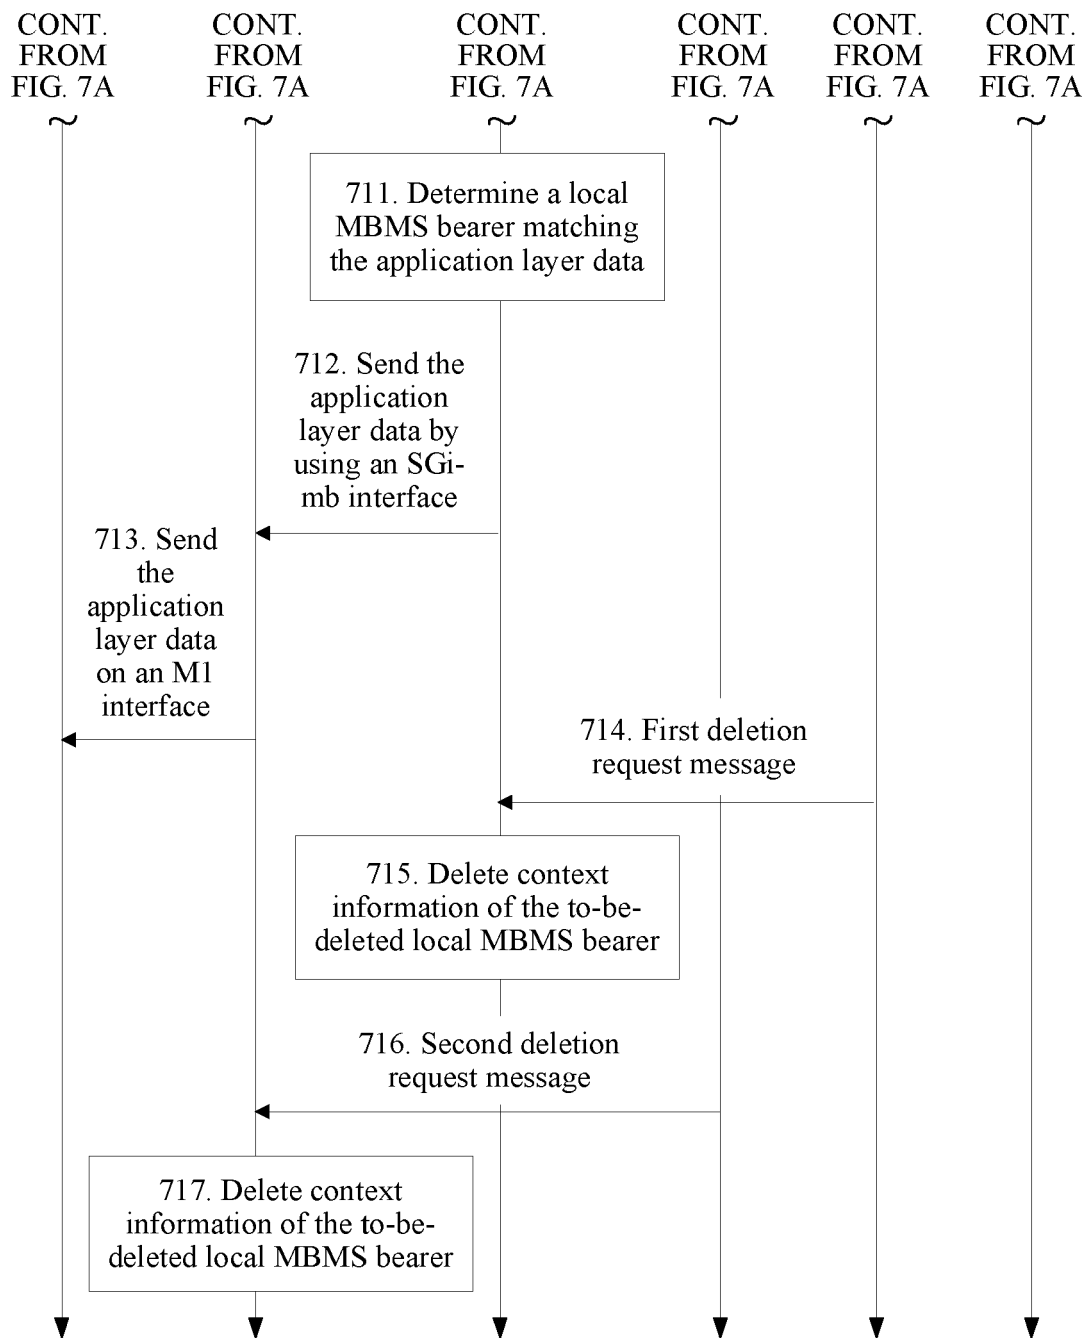 CONT. FROM FIG. 7A
CONT. FROM FIG. 7A
CONT. FROM FIG. 7A
CONT. FROM FIG. 7A
CONT. FROM FIG. 7A
CONT. FROM FIG. 7A
711. Determine a local
MBMS bearer matching
the application layer data
712. Send the
application
layer data by
using an SGi-
mb interface
713. Send
the
application
layer data
on an M1
interface
714. First deletion
request message
715. Delete context
information of the to-be-
deleted local MBMS bearer
716. Second deletion
request message
717. Delete context
information of the to-be-
deleted local MBMS bearer